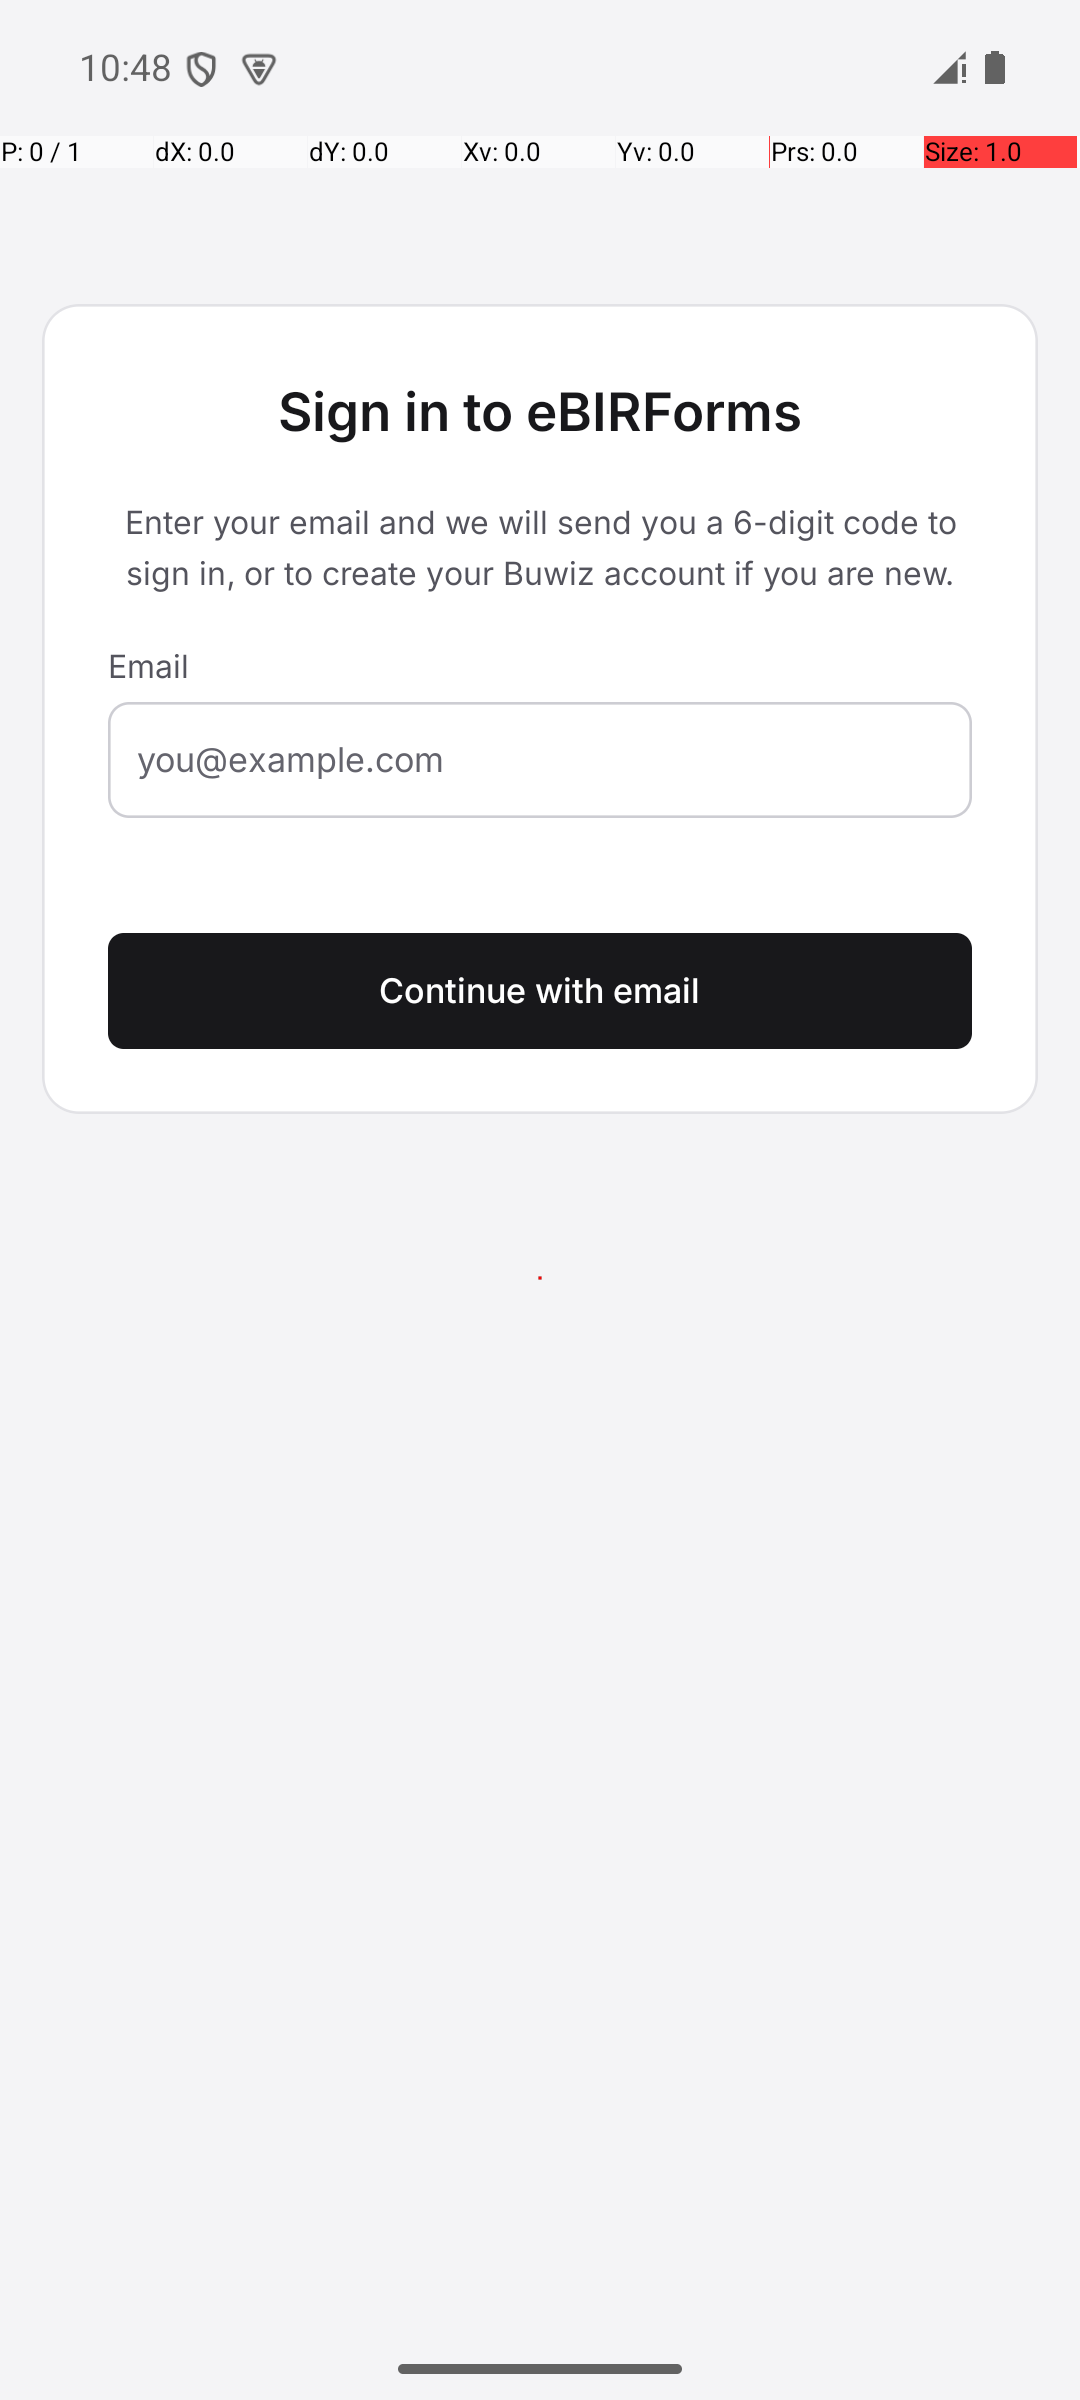 10:48
P: 0 / 1 dX: 0.0 dY: 0.0 Xv: 0.0 Yv: 0.0 Prs: 0.0 Size: 1.0
Sign in to eBIRForms
Enter your email and we will send you a 6-digit code to
sign in, or to create your Buwiz account if you are new.
Email
you@example.com
Continue with email